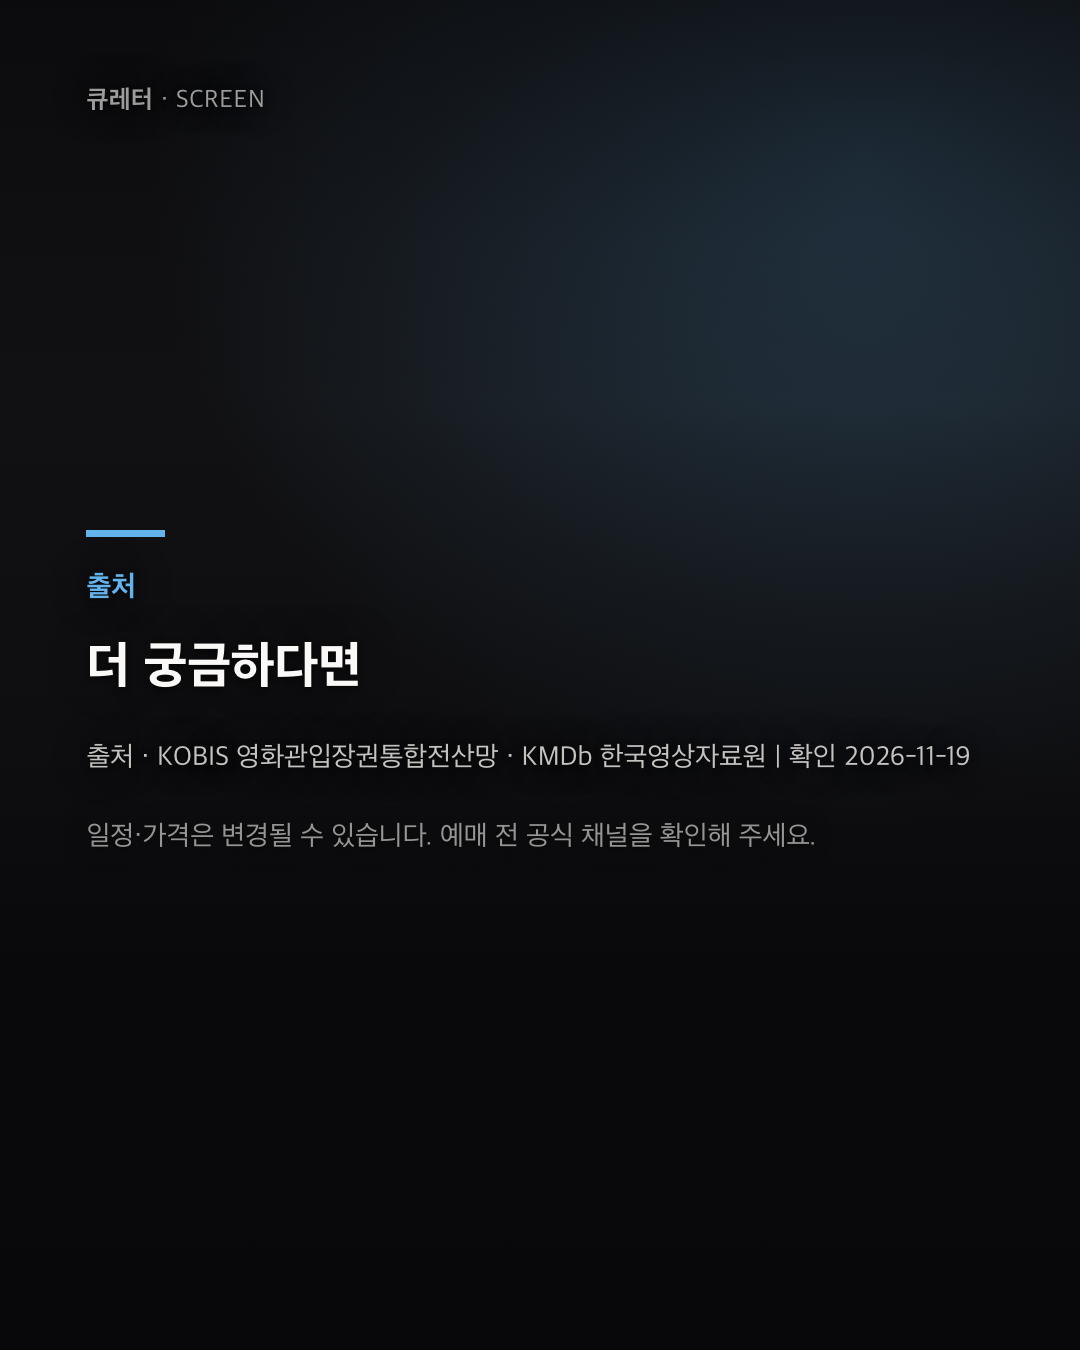 큐레터 · SCREEN
출처
더 궁금하다면
출처 · KOBIS 영화관입장권통합전산망 · KMDb 한국영상자료원 | 확인 2026-11-19
일정·가격은 변경될 수 있습니다. 예매 전 공식 채널을 확인해 주세요.